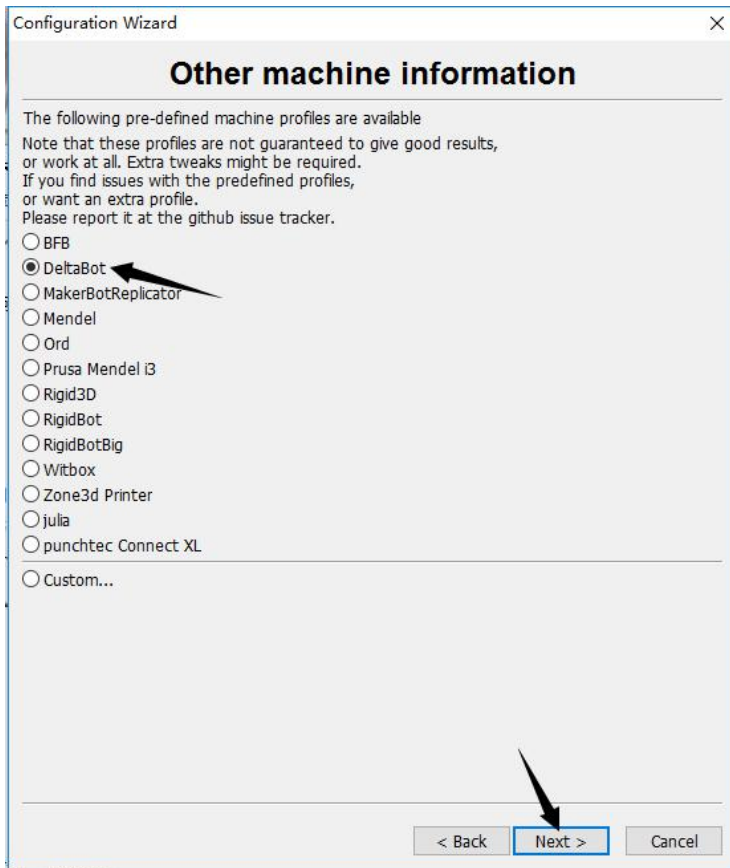 Configuration Wizard
Other machine information
The following pre-defined machine profiles are available
Note that these profiles are not guaranteed to give good results,
or work at all. Extra tweaks might be required.
If you find issues with the predefined profiles,
or want an extra profile.
Please report it at the github issue tracker.
BFB
DeltaBot
MakerBotReplicator
Mendel
Ord
Prusa Mendel i3
Rigid3D
RigidBot
RigidBotBig
Witbox
Zone3d Printer
julia
punchtec Connect XL
Custom...
< Back
Next >
Cancel